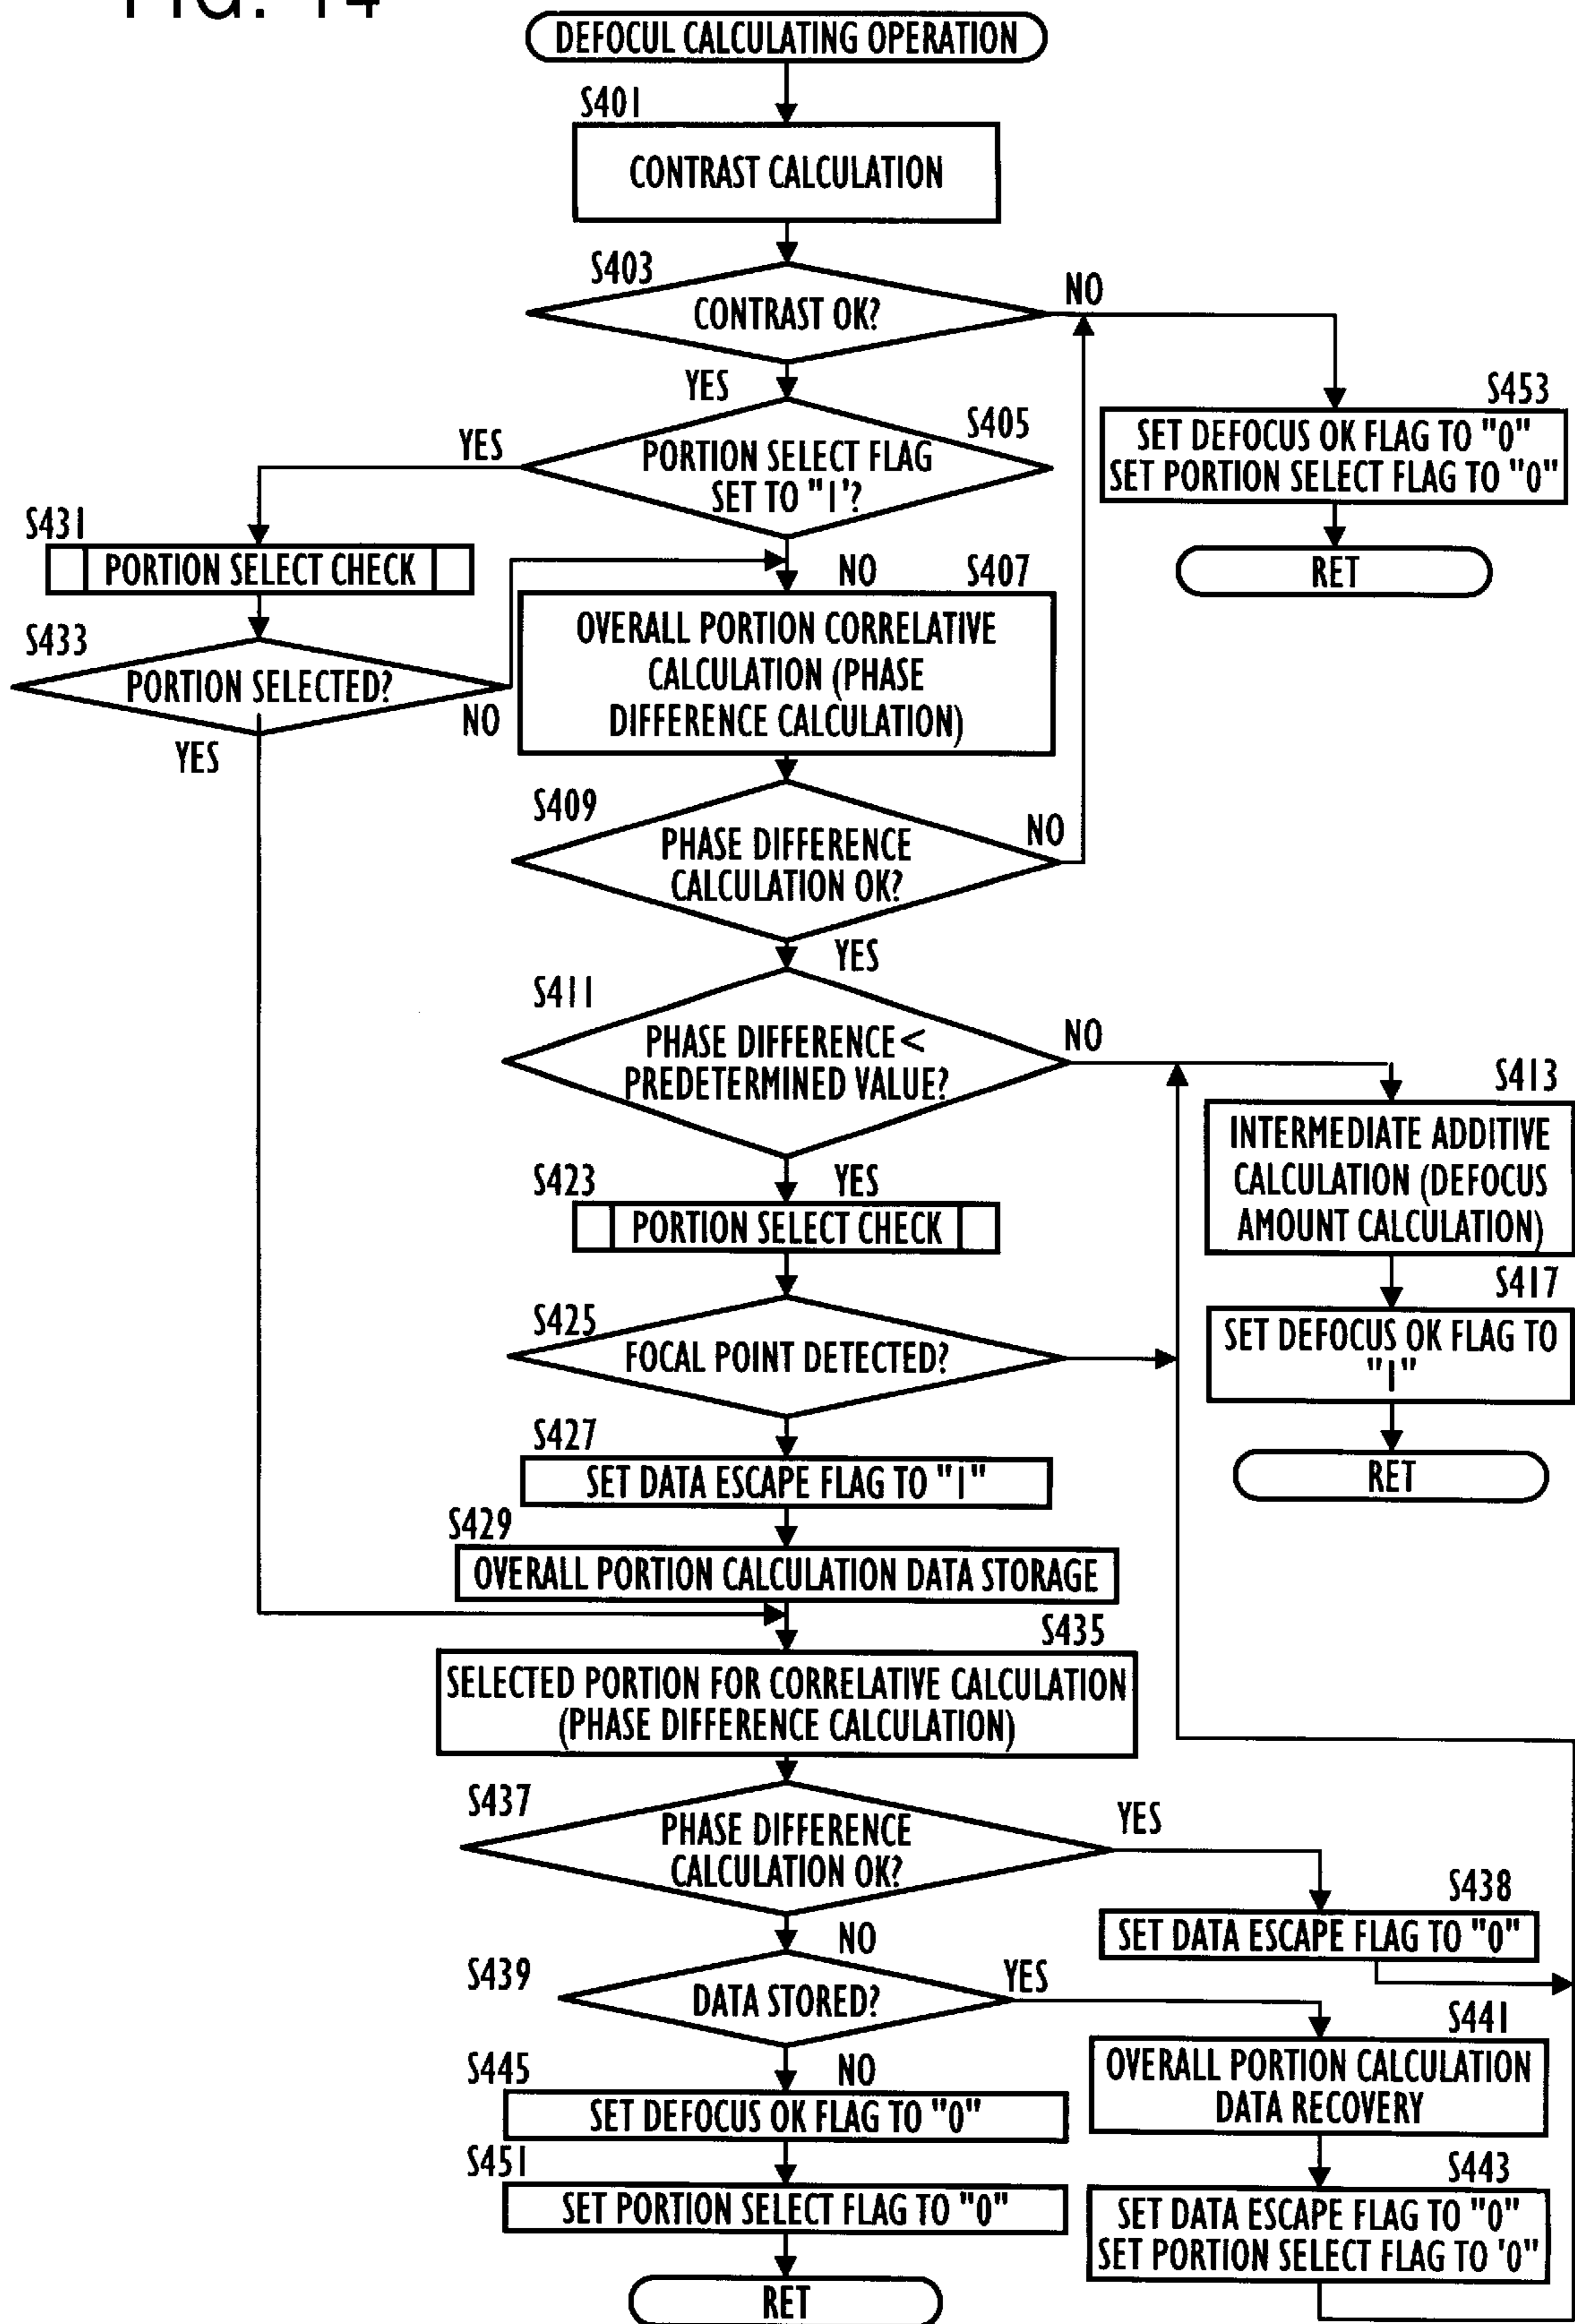 FIG. 14
DEFOCUL CALCULATING OPERATION
S401
CONTRAST CALCULATION
S403
CONTRAST OK?
NO
YES
S453
SET DEFOCUS OK FLAG TO "0"
SET PORTION SELECT FLAG TO "0"
RET
S405
YES
PORTION SELECT FLAG
SET TO "1'?
NO
S431
PORTION SELECT CHECK
S433
PORTION SELECTED?
NO
YES
S407
OVERALL PORTION CORRELATIVE
CALCULATION (PHASE
DIFFERENCE CALCULATION)
S409
PHASE DIFFERENCE
CALCULATION OK?
NO
YES
S411
PHASE DIFFERENCE <
PREDETERMINED VALUE?
NO
YES
S413
INTERMEDIATE ADDITIVE
CALCULATION (DEFOCUS
AMOUNT CALCULATION)
S417
SET DEFOCUS OK FLAG TO
"1"
RET
S423
PORTION SELECT CHECK
S425
FOCAL POINT DETECTED?
S427
SET DATA ESCAPE FLAG TO "1"
S429
OVERALL PORTION CALCULATION DATA STORAGE
S435
SELECTED PORTION FOR CORRELATIVE CALCULATION
(PHASE DIFFERENCE CALCULATION)
S437
PHASE DIFFERENCE
CALCULATION OK?
YES
NO
S438
SET DATA ESCAPE FLAG TO "0"
S439
DATA STORED?
YES
NO
S441
OVERALL PORTION CALCULATION
DATA RECOVERY
S443
SET DATA ESCAPE FLAG TO "0"
SET PORTION SELECT FLAG TO '0"
S445
SET DEFOCUS OK FLAG TO "0"
S451
SET PORTION SELECT FLAG TO "0"
RET